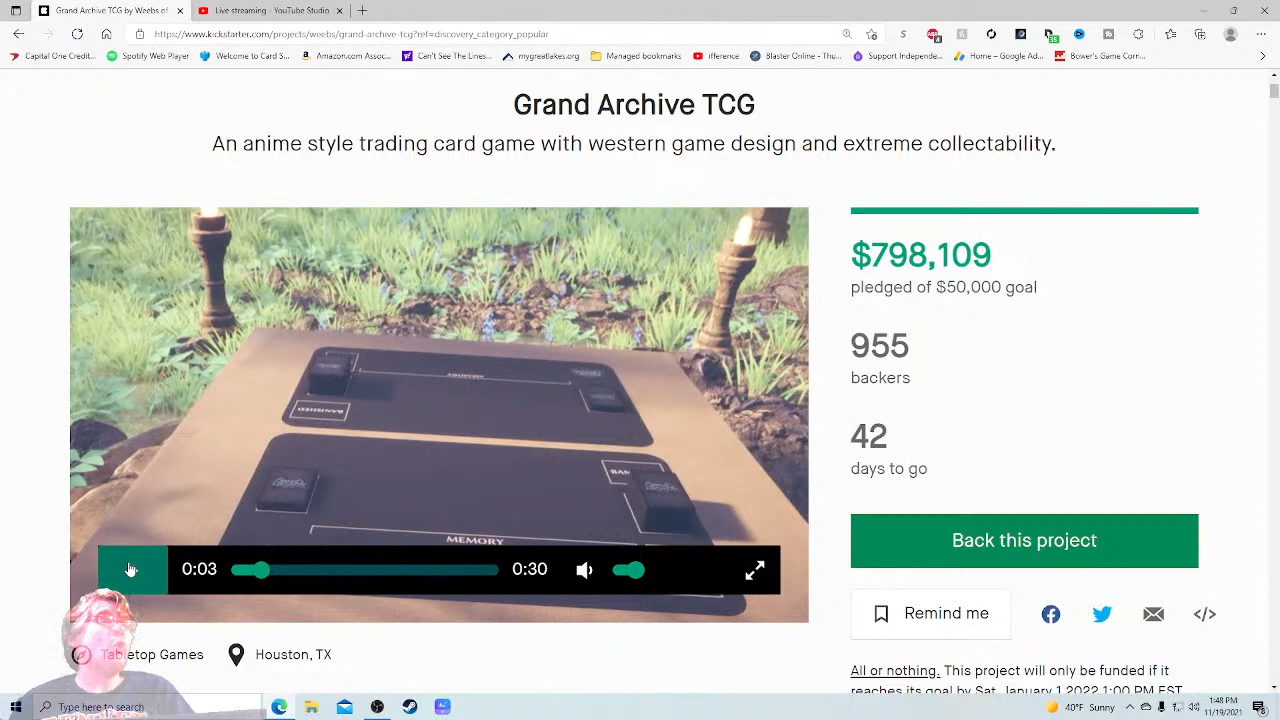 Grand Archive TCG by Weebs of
Live streaming - YouTube Studio
https://www.kickstarter.com/projects/weebs/grand-archive-tcg?ref=discovery_category_popular
Capital One Credit...
Spotify Web Player
Welcome to Card S...
Amazon Associate...
Can't See The Lines...
mygreatlakes.org
Managed bookmarks
rifference
Blaster Online - Thu...
Support Independe...
Home - Google Ad...
Bower's Game Corn...
Grand Archive TCG
An anime style trading card game with western game design and extreme collectability.
$798,109
pledged of $50,000 goal
955
backers
42
days to go
BANISHED
MEMORY
0:03
0:30
Back this project
Remind me
Tabletop Games
Houston, TX
All or nothing. This project will only be funded if it
reaches its goal by Sat, January 1 2022 1:00 PM EST.
Type here to search
40°F Sunny
1:48 PM
11/19/2021